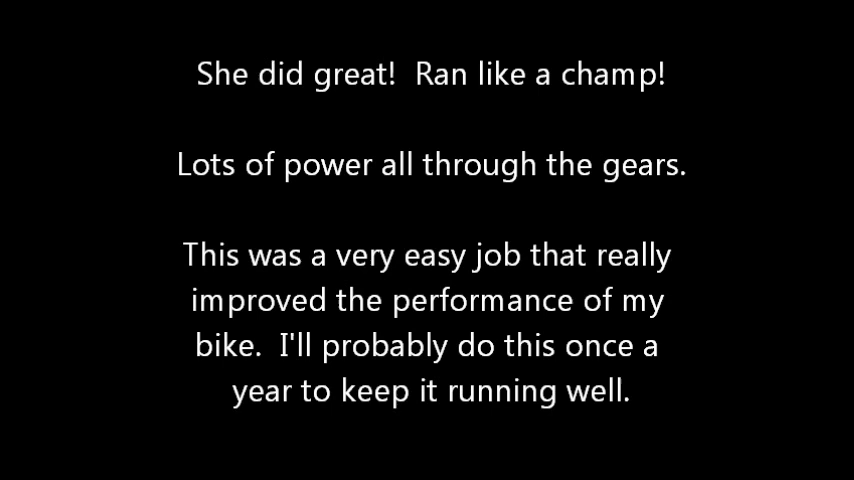 She did great!  Ran like a champ!
Lots of power all through the gears.
This was a very easy job that really
improved the performance of my
bike.  I'll probably do this once a
year to keep it running well.